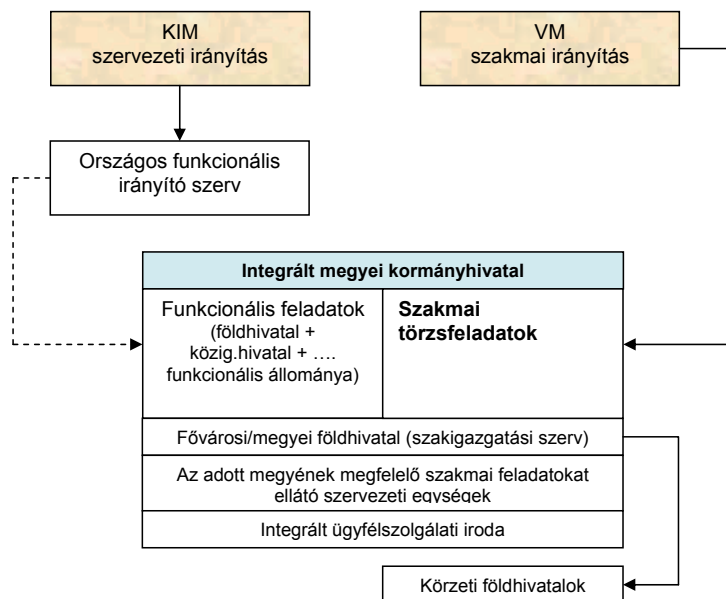 KIM
szervezeti irányítás
VM
szakmai irányítás
Országos funkcionális
irányító szerv
Integrált megyei kormányhivatal
Funkcionális feladatok
(földhivatal +
közig.hivatal + ….
funkcionális állománya)
Szakmai
törzsfeladatok
Fővárosi/megyei földhivatal (szakigazgatási szerv)
Az adott megyének megfelelő szakmai feladatokat
ellátó szervezeti egységek
Integrált ügyfélszolgálati iroda
Körzeti földhivatalok